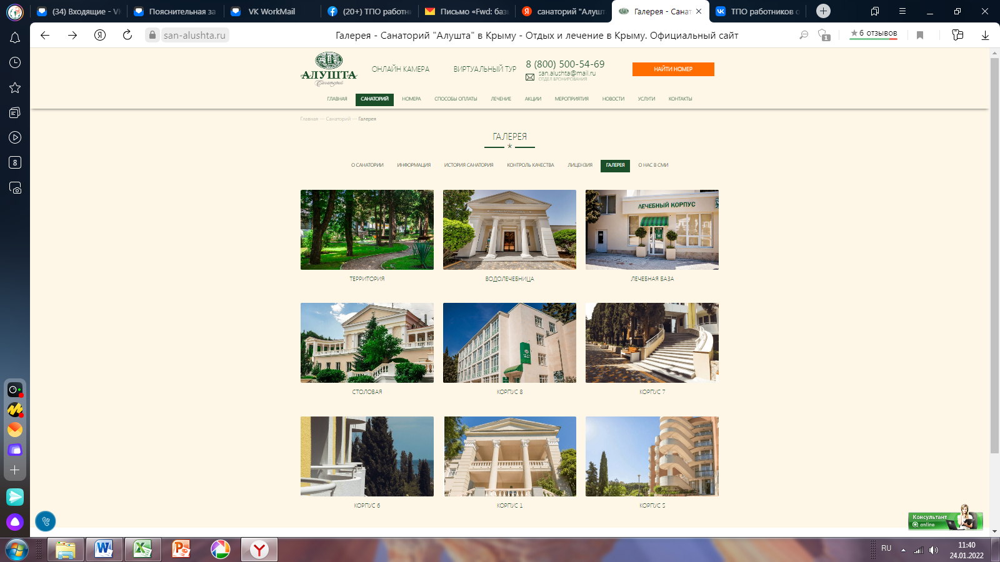 (34) Входящие - VK
Пояснительная за
VK WorkMail
(20+) ТПО работни
Письмо «Fwd: базы
санаторий "Алушт
Галерея - Санат
ТПО работников о
san-alushta.ru
Галерея - Санаторий "Алушта" в Крыму - Отдых и лечение в Крыму. Официальный сайт
1
★ 6 отзывов
8
АЛУШТА
Санаторий
ОНЛАЙН КАМЕРА
ВИРТУАЛЬНЫЙ ТУР
8 (800) 500-54-69
san.alushta@mail.ru
ОТДЕЛ БРОНИРОВАНИЯ
НАЙТИ НОМЕР
ГЛАВНАЯ САНАТОРИЙ НОМЕРА СПОСОБЫ ОПЛАТЫ ЛЕЧЕНИЕ АКЦИИ МЕРОПРИЯТИЯ НОВОСТИ УСЛУГИ КОНТАКТЫ
Главная — Санаторий — Галерея
ГАЛЕРЕЯ
О САНАТОРИИ ИНФОРМАЦИЯ ИСТОРИЯ САНАТОРИЯ КОНТРОЛЬ КАЧЕСТВА ЛИЦЕНЗИЯ ГАЛЕРЕЯ О НАС В СМИ
ЛЕЧЕБНЫЙ КОРПУС
ТЕРРИТОРИЯ
ВОДОЛЕЧЕБНИЦА
ЛЕЧЕБНАЯ БАЗА
СТОЛОВАЯ
КОРПУС 8
КОРПУС 7
КОРПУС 6
КОРПУС 1
КОРПУС 5
Консультант
online
RU
11:40
24.01.2022